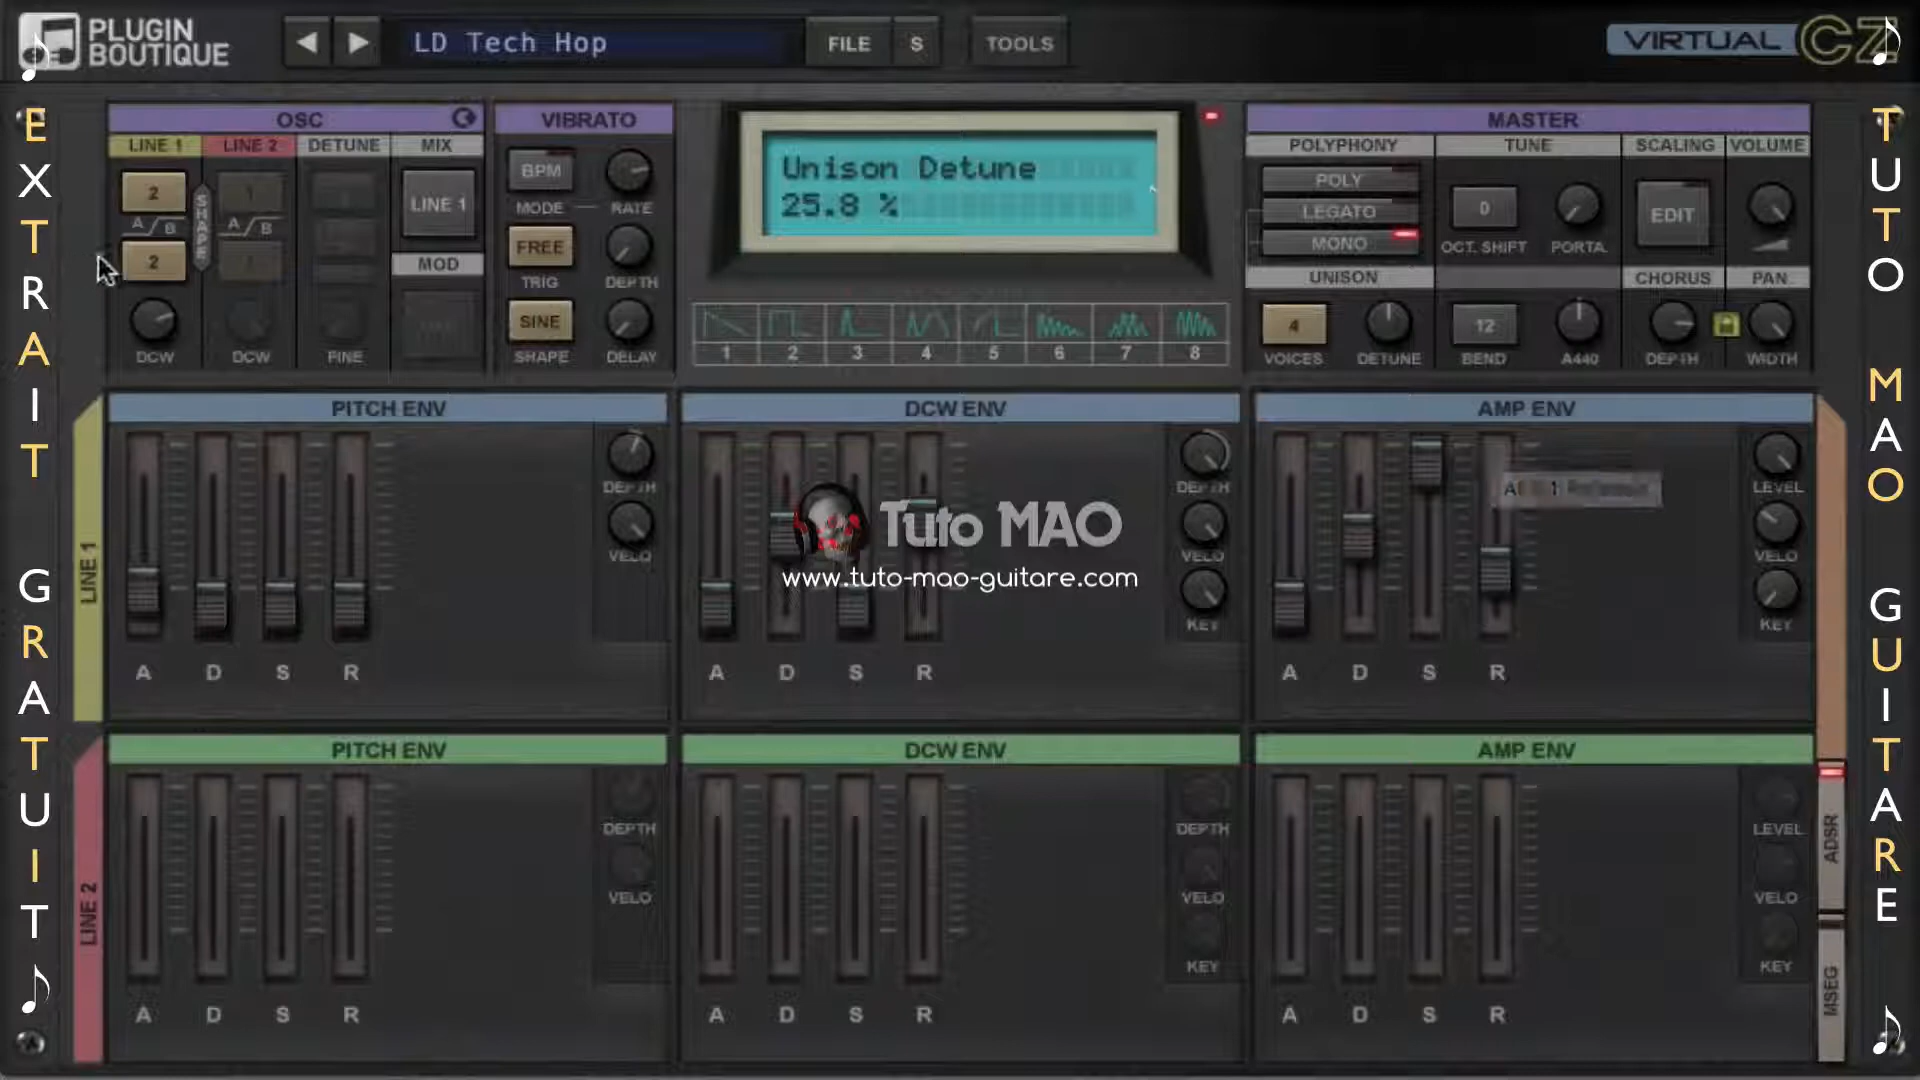 PLUGIN
BOUTIQUE
LD Tech Hop
FILE
S
TOOLS
VIRTUAL CZ
EXTRAIT GRATUIT
OSC
LINE 1
LINE 2
DETUNE
MIX
2
1
A / B
SHAPE
A / B
2
1
LINE 1
MOD
DCW
DCW
FINE
VIBRATO
BPM
MODE
RATE
FREE
TRIG
DEPTH
SINE
SHAPE
DELAY
Unison Detune
25.8 %
1 2 3 4 5 6 7 8
MASTER
POLYPHONY
TUNE
SCALING
VOLUME
POLY
LEGATO
MONO
0
OCT. SHIFT
PORTA.
EDIT
UNISON
CHORUS
PAN
4
VOICES
DETUNE
12
BEND
A440
DEPTH
WIDTH
TUTO MAO GUITARE
LINE 1
PITCH ENV
DEPTH
VELO
A D S R
DCW ENV
DEPTH
VELO
KEY
A D S R
AMP ENV
LEVEL
VELO
KEY
A D S R
Tuto MAO
www.tuto-mao-guitare.com
LINE 2
PITCH ENV
DEPTH
VELO
A D S R
DCW ENV
DEPTH
VELO
KEY
A D S R
AMP ENV
LEVEL
VELO
KEY
A D S R
ADSR
MSEG